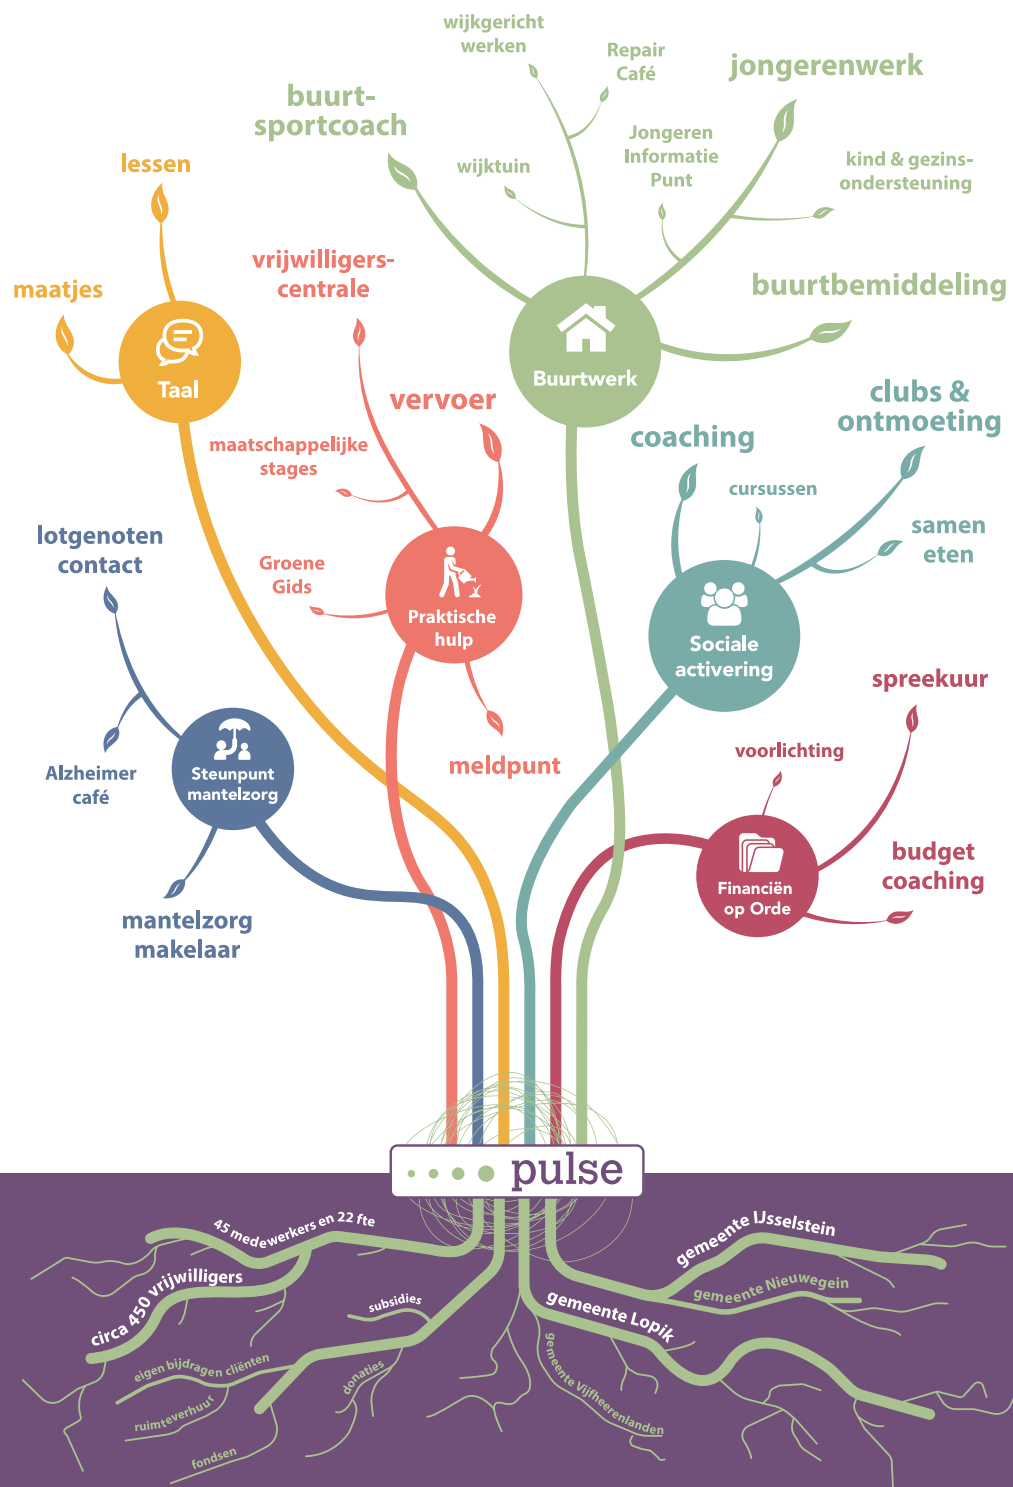 wijkgericht
werken
Repair
Café
jongerenwerk
buurt-
sportcoach
wijktuin
Jongeren
Informatie
Punt
kind & gezins-
ondersteuning
lessen
maatjes
vrijwilligers-
centrale
buurtbemiddeling
Taal
Buurtwerk
vervoer
clubs &
ontmoeting
maatschappelijke
stages
coaching
cursussen
samen
eten
lotgenoten
contact
Groene
Gids
Praktische
hulp
Sociale
activering
spreekuur
voorlichting
meldpunt
Alzheimer
café
Steunpunt
mantelzorg
budget
coaching
Financiën
op Orde
mantelzorg
makelaar
pulse
45 medewerkers en 22 fte
gemeente IJsselstein
circa 450 vrijwilligers
gemeente Nieuwegein
subsidies
gemeente Lopik
eigen bijdragen cliënten
donaties
gemeente Vijfheerenlanden
ruimteverhuur
fondsen